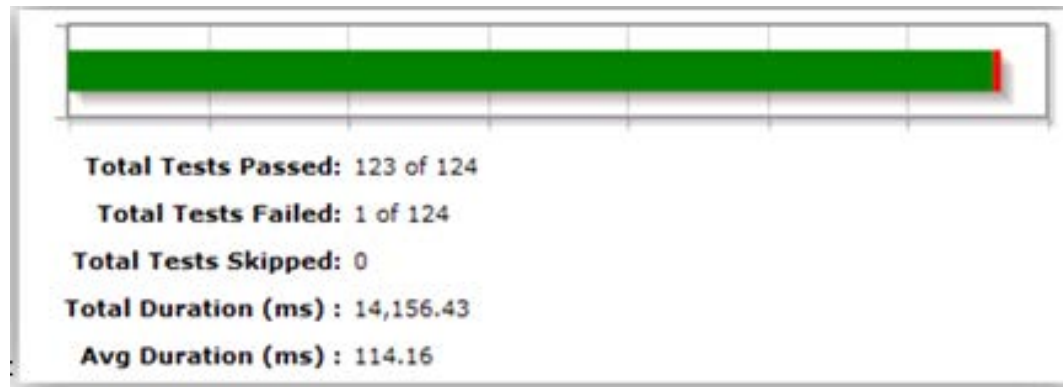 Total Tests Passed: 123 of 124
Total Tests Failed: 1 of 124
Total Tests Skipped: 0
Total Duration (ms) : 14,156.43
Avg Duration (ms) : 114.16